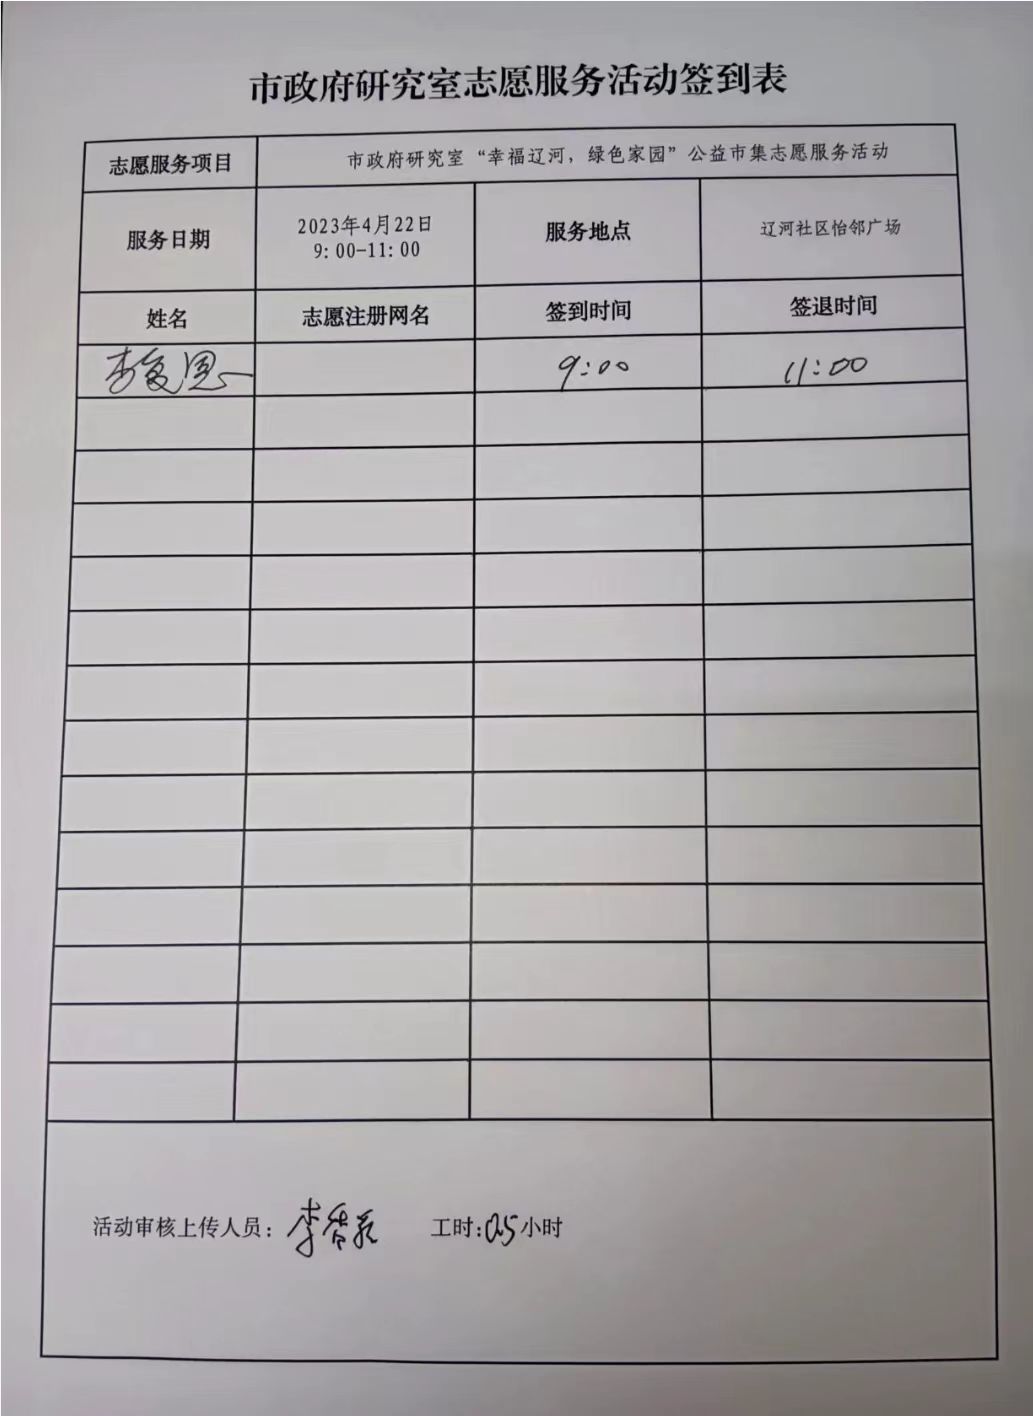 市政府研究室志愿服务活动签到表
志愿服务项目 市政府研究室“幸福辽河，绿色家园”公益市集志愿服务活动
服务日期 2023年4月22日 9：00-11：00 服务地点 辽河社区怡邻广场
姓名 志愿注册网名 签到时间 签退时间
李 恩 9:00 11:00
活动审核上传人员：李 工时:0.5小时